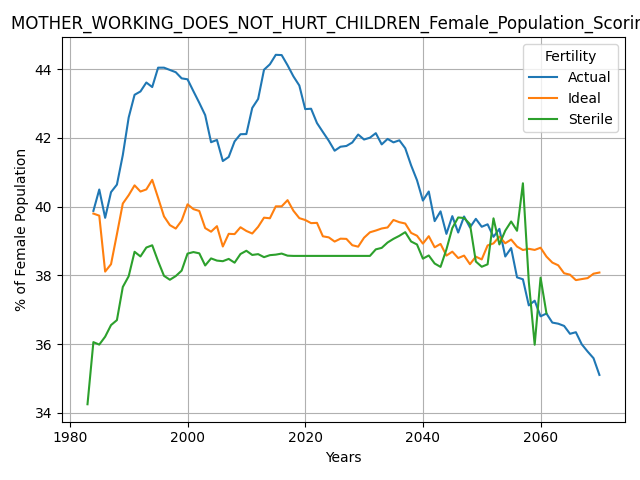 MOTHER_WORKING_DOES_NOT_HURT_CHILDREN_Female_Population_Scorin
Fertility
Actual
Ideal
Sterile
% of Female Population
44
42
40
38
36
34
1980
2000
2020
2040
2060
Years